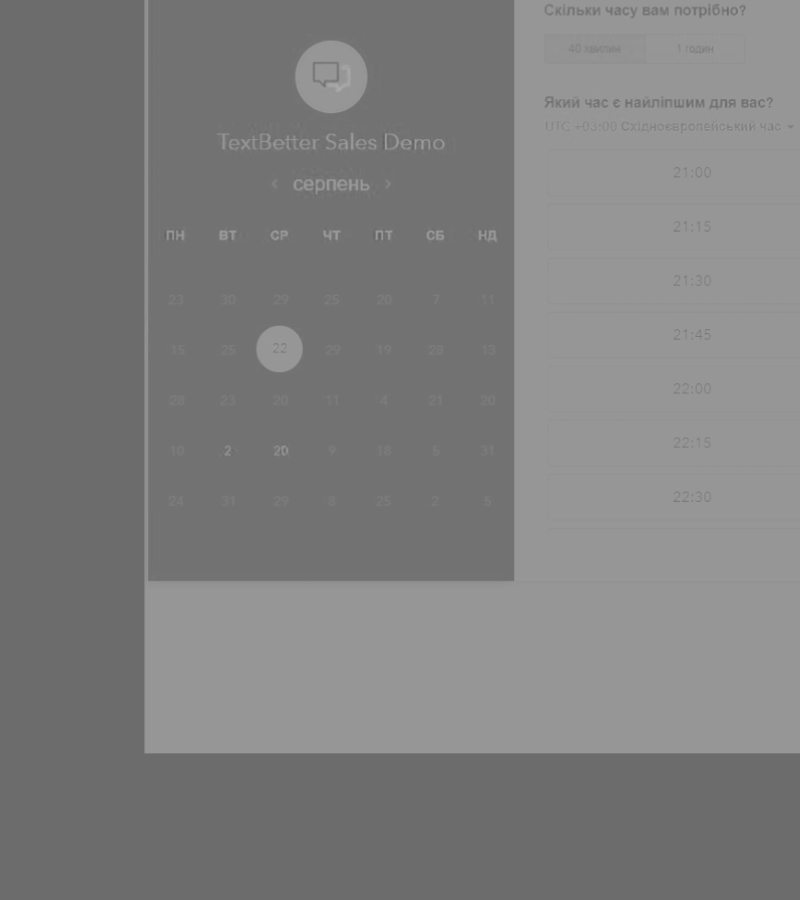 Скільки часу вам потрібно?
40 хвилин 1 годин
TextBetter Sales Demo
серпень
ПН ВТ СР ЧТ ПТ СБ НД
23 30 29 25 20 7 11
16 25 22 29 19 28 13
28 23 20 11 4 21 20
10 2 20 9 18 6 31
24 31 29 8 25 2 5
Який час є найліпшим для вас?
UTC +03:00 Східноєвропейський час
21:00
21:15
21:30
21:45
22:00
22:15
22:30